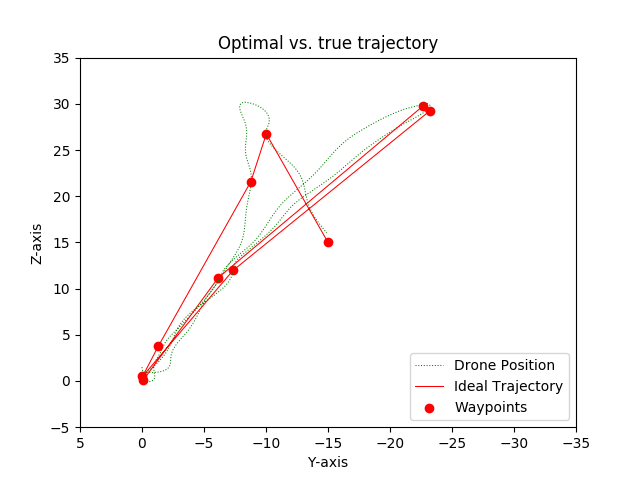 Optimal vs. true trajectory
35
30
25
20
15
10
5
0
−5
Z-axis
5 0 −5 −10 −15 −20 −25 −30 −35
Y-axis
Drone Position
Ideal Trajectory
Waypoints